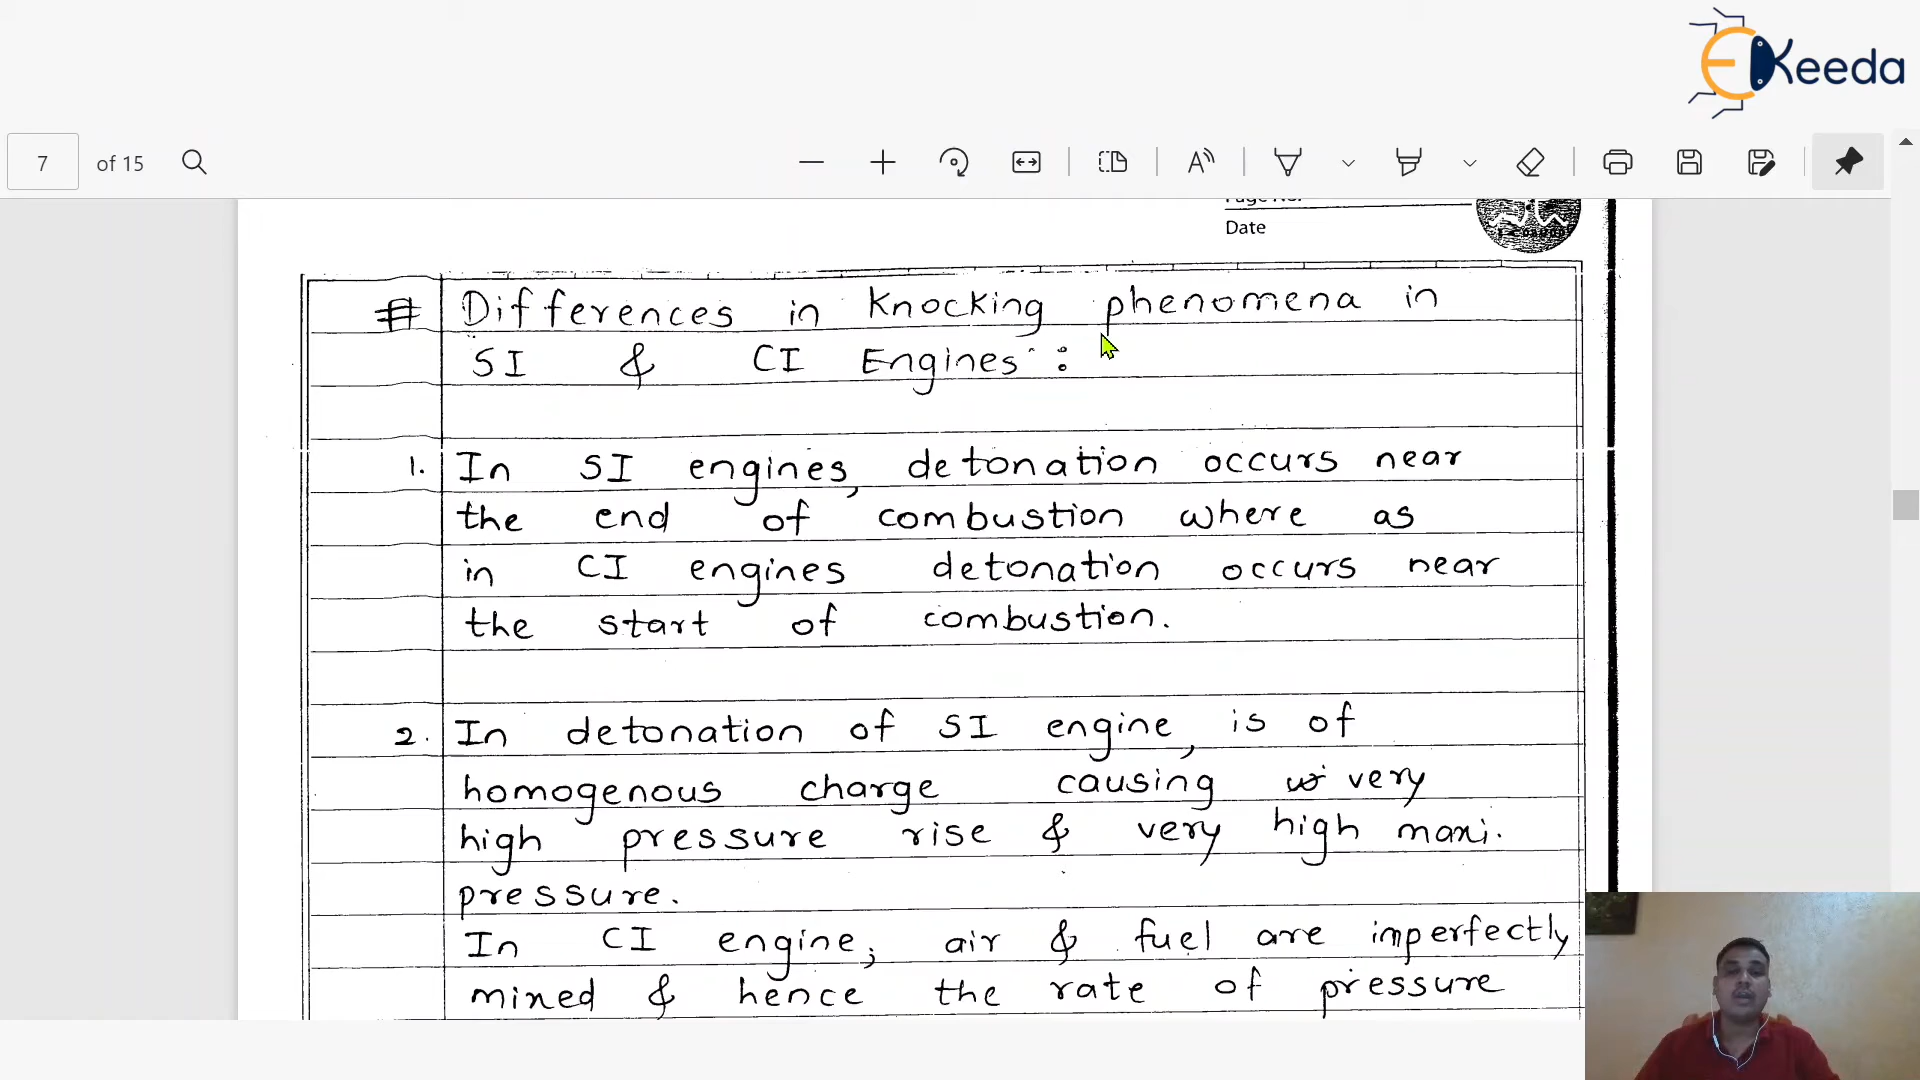 EKeeda
7 of 15
Date
# Differences in Knocking phenomena in
SI & CI Engines :
1. In SI engines, detonation occurs near
the end of combustion where as
in CI engines detonation occurs near
the start of combustion.
2. In detonation of SI engine, is of
homogenous charge causing very
high pressure rise & very high maxi.
pressure.
In CI engine, air & fuel are imperfectly
mixed & hence the rate of pressure